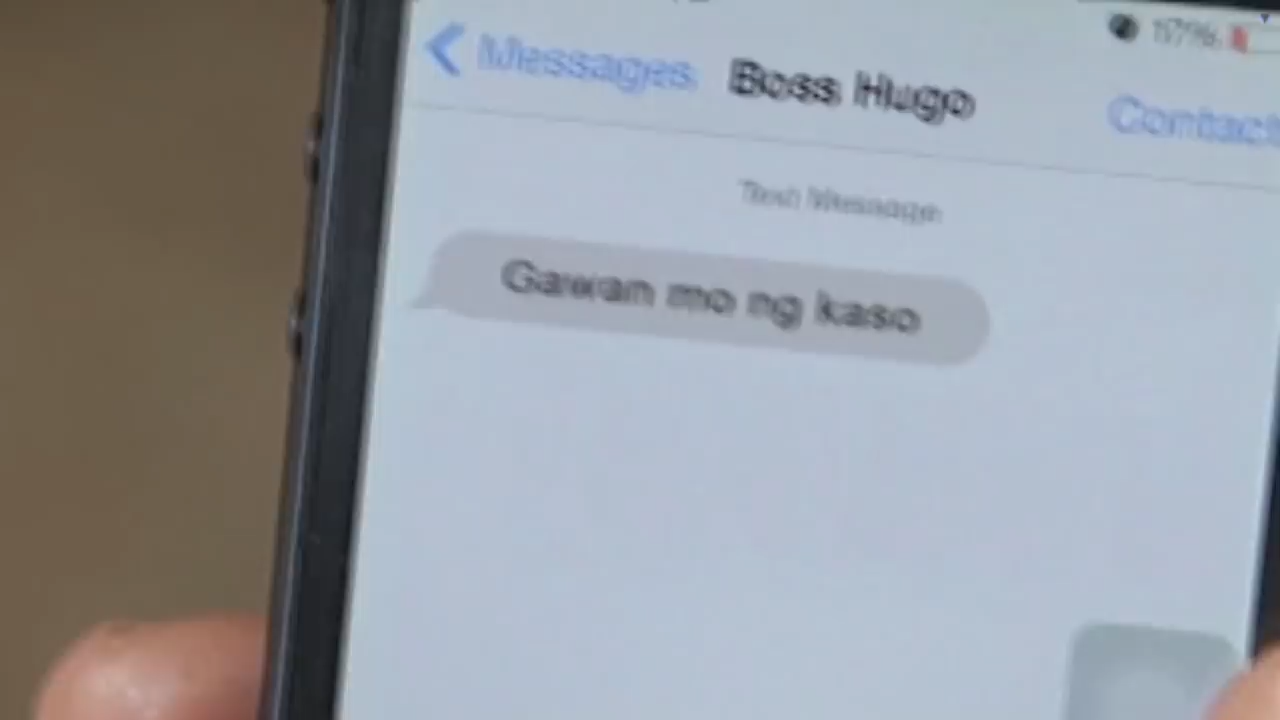 Messages
Boss Hugo
Contact
Text Message
Gawan mo ng kaso